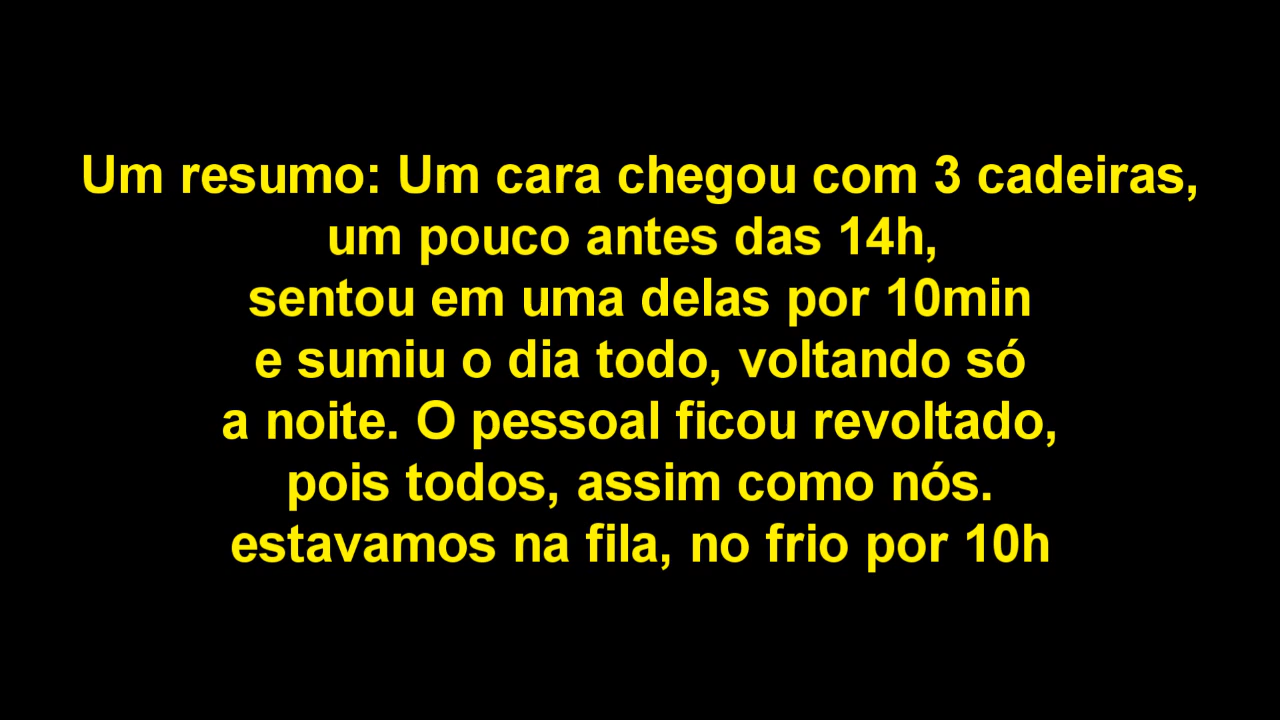 Um resumo: Um cara chegou com 3 cadeiras,
um pouco antes das 14h,
sentou em uma delas por 10min
e sumiu o dia todo, voltando só
a noite. O pessoal ficou revoltado,
pois todos, assim como nós.
estavamos na fila, no frio por 10h